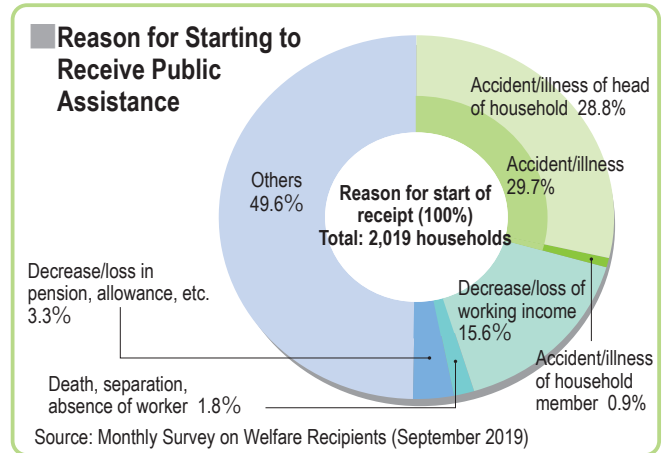 Reason for Starting to
Receive Public
Assistance
Accident/illness of head
of household 28.8%
Accident/illness
29.7%
Others
49.6%
Reason for start of
receipt (100%)
Total: 2,019 households
Decrease/loss in
pension, allowance, etc.
3.3%
Decrease/loss of
working income
15.6%
Accident/illness
of household
member 0.9%
Death, separation,
absence of worker 1.8%
Source: Monthly Survey on Welfare Recipients (September 2019)